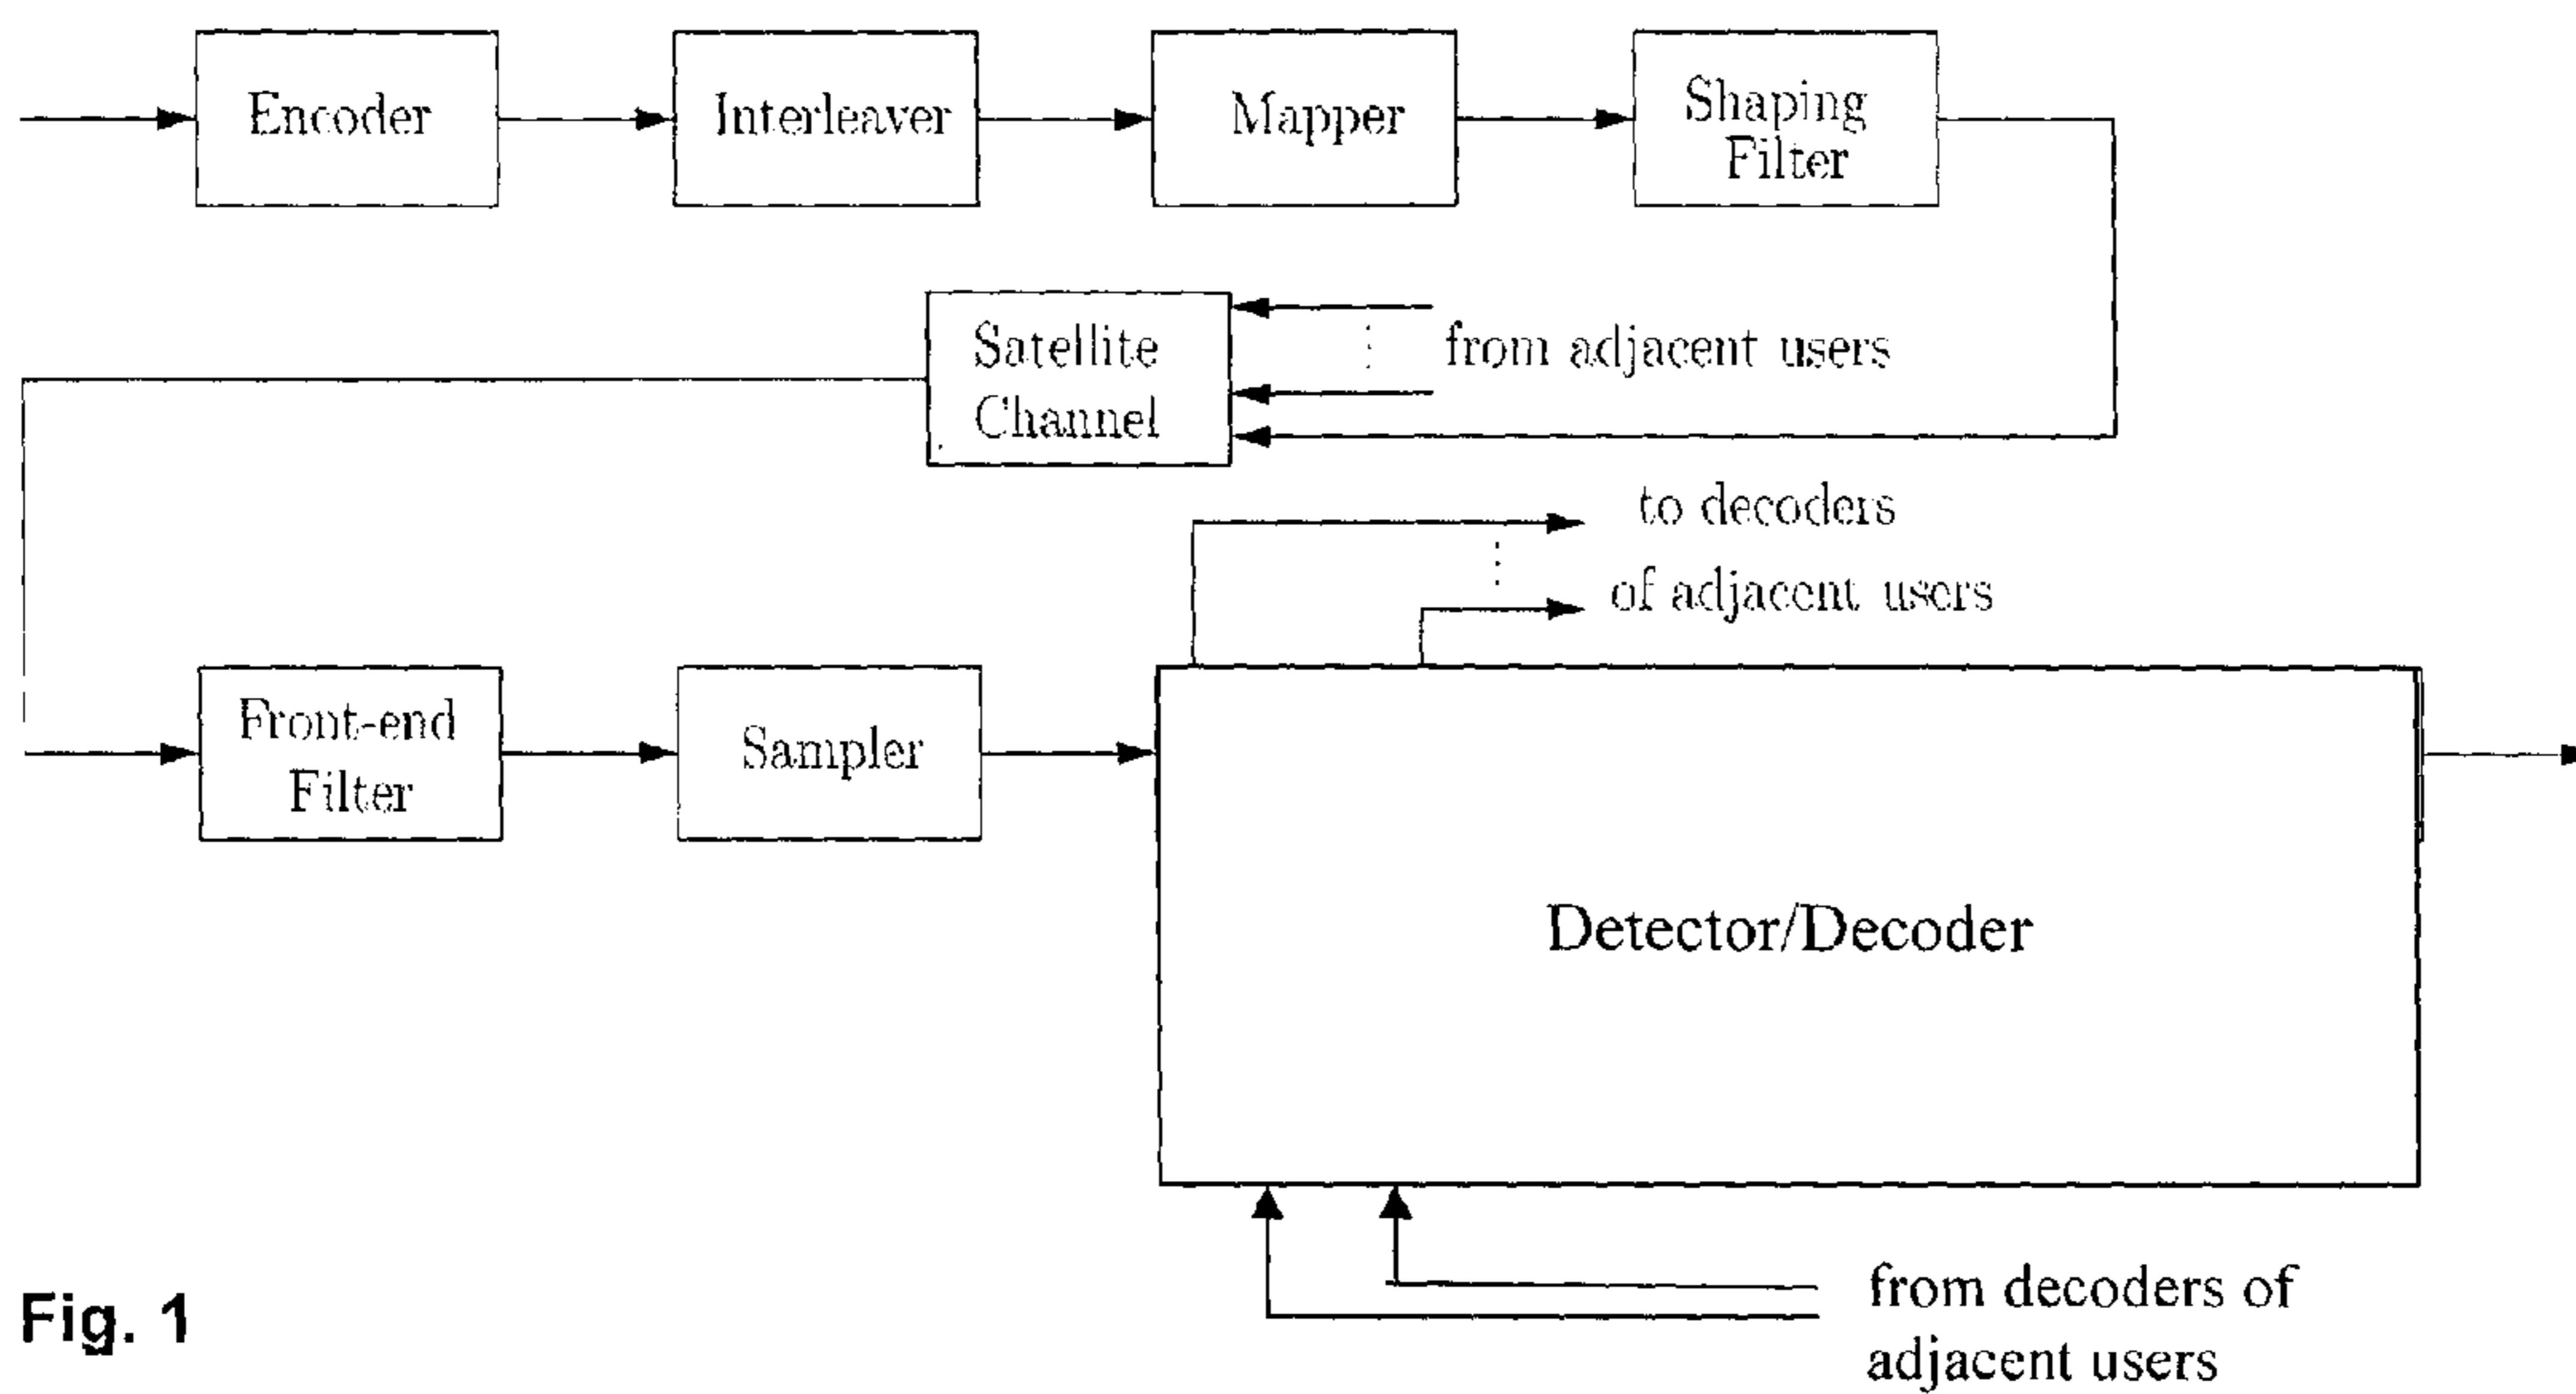 Encoder
Interleaver
Mapper
Shaping
Filter
Satellite
Channel
from adjacent users
to decoders
of adjacent users
Front-end
Filter
Sampler
Detector/Decoder
from decoders of
adjacent users
Fig. 1